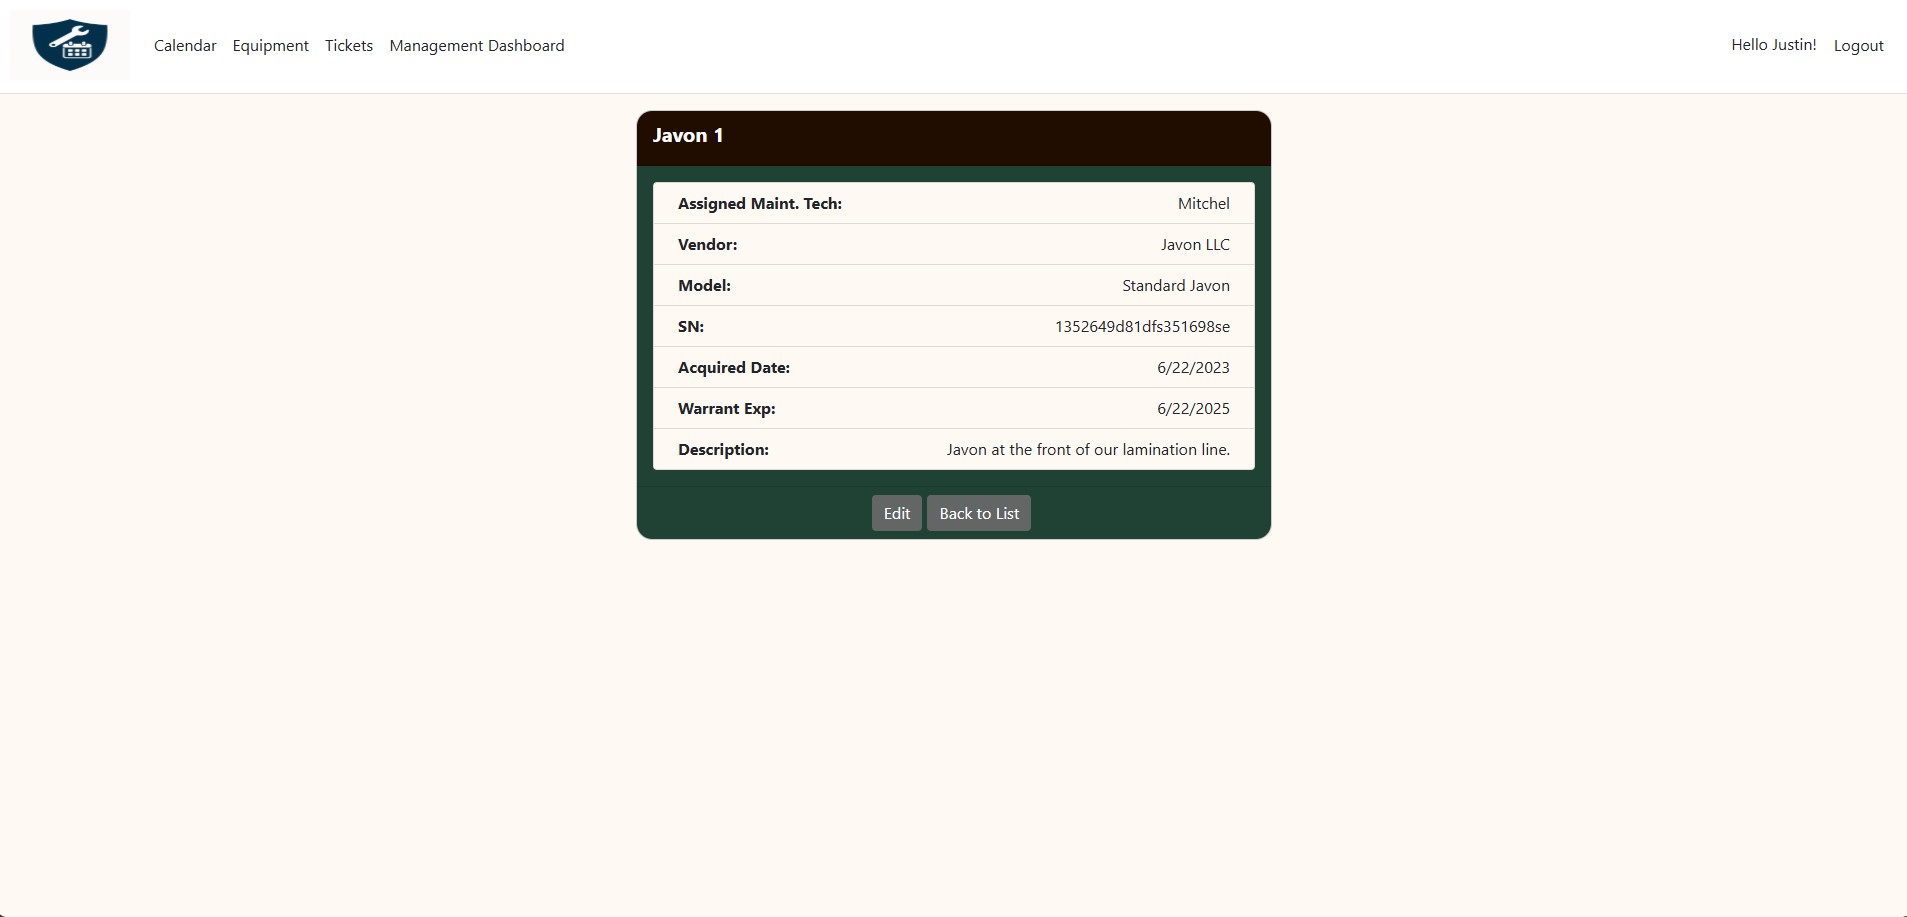 Calendar Equipment Tickets Management Dashboard Hello Justin! Logout
Javon 1
Assigned Maint. Tech: Mitchel
Vendor: Javon LLC
Model: Standard Javon
SN: 1352649d81dfs351698se
Acquired Date: 6/22/2023
Warrant Exp: 6/22/2025
Description: Javon at the front of our lamination line.
Edit Back to List